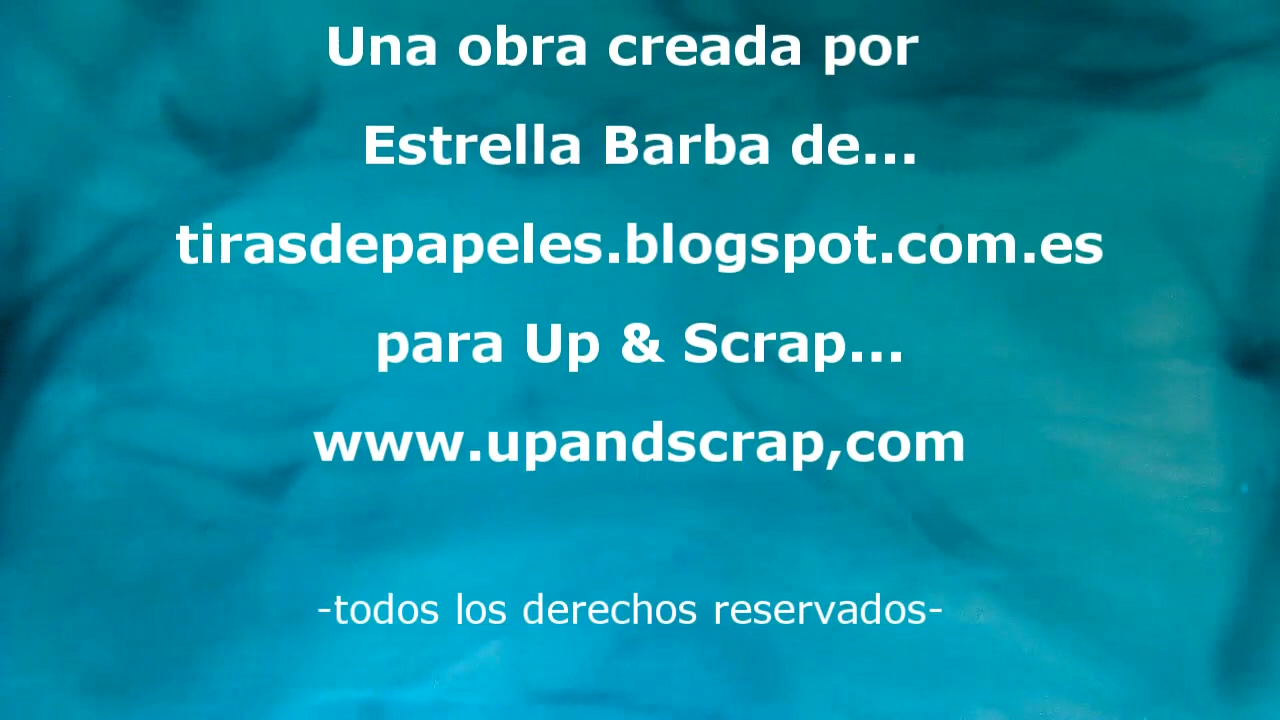 Una obra creada por
Estrella Barba de...
tirasdepapeles.blogspot.com.es
para Up & Scrap...
www.upandscrap,com
-todos los derechos reservados-